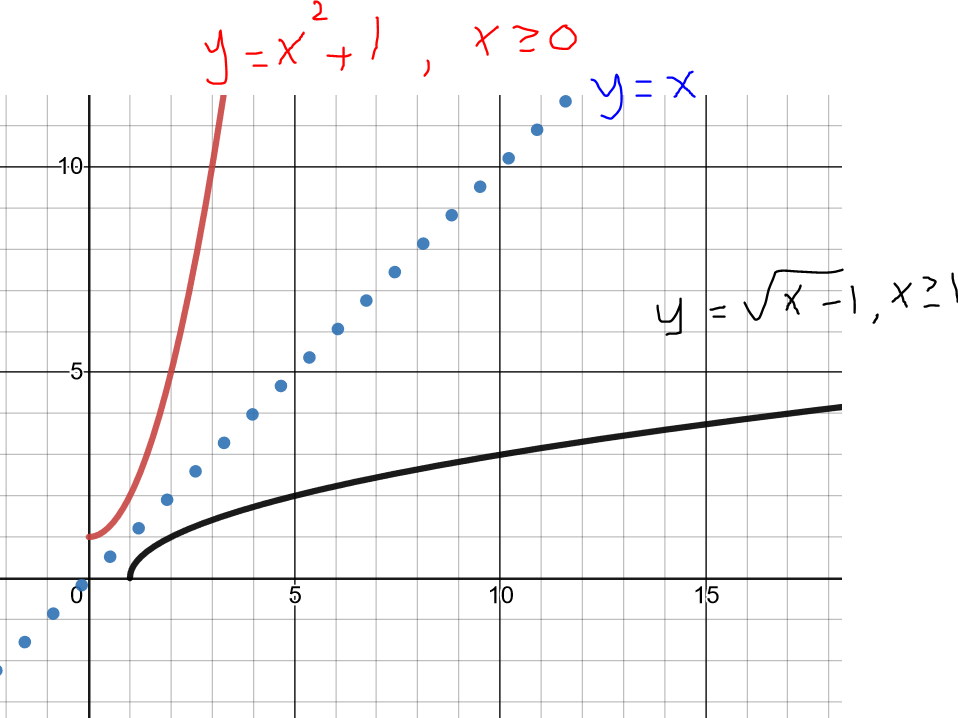 y = x² + 1 , x ≥ 0
y = x
10
y = √(x - 1), x ≥ 1
5
0 5 10 15